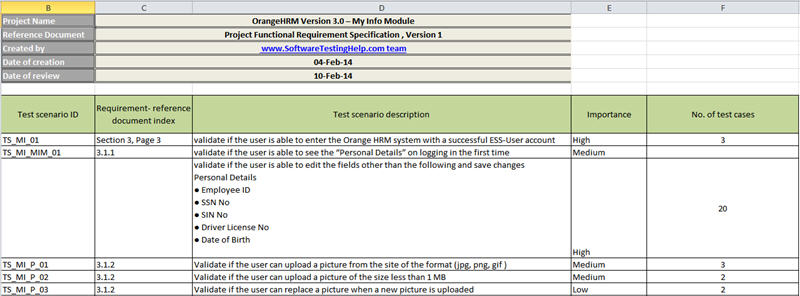 B C D E F
Project Name OrangeHRM Version 3.0 – My Info Module
Reference Document Project Functional Requirement Specification , Version 1
Created by www.SoftwareTestingHelp.com team
Date of creation 04-Feb-14
Date of review 10-Feb-14
Test scenario ID Requirement- reference document index Test scenario description Importance No. of test cases
TS_MI_01 Section 3, Page 3 validate if the user is able to enter the Orange HRM system with a successful ESS-User account High 3
TS_MI_MIM_01 3.1.1 validate if the user is able to see the “Personal Details” on logging in the first time Medium
validate if the user is able to edit the fields other than the following and save changes
Personal Details
● Employee ID
● SSN No
● SIN No
● Driver License No
● Date of Birth
High 20
TS_MI_P_01 3.1.2 Validate if the user can upload a picture from the site of the format (jpg, png, gif ) Medium 3
TS_MI_P_02 3.1.2 Validate if the user can upload a picture of the size less than 1 MB Medium 2
TS_MI_P_03 3.1.2 Validate if the user can replace a picture when a new picture is uploaded Low 2